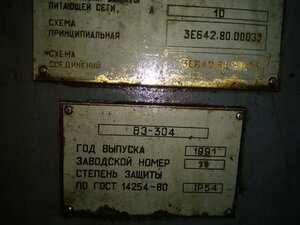 ПИТАЮЩЕЙ СЕТИ, 10
СХЕМА
ПРИНЦИПИАЛЬНАЯ 3Е642.80.00033
СХЕМА
СОЕДИНЕНИЙ
ВЗ-304
ГОД ВЫПУСКА 1991
ЗАВОДСКОЙ НОМЕР
СТЕПЕНЬ ЗАЩИТЫ
ПО ГОСТ 14254-80 IP54